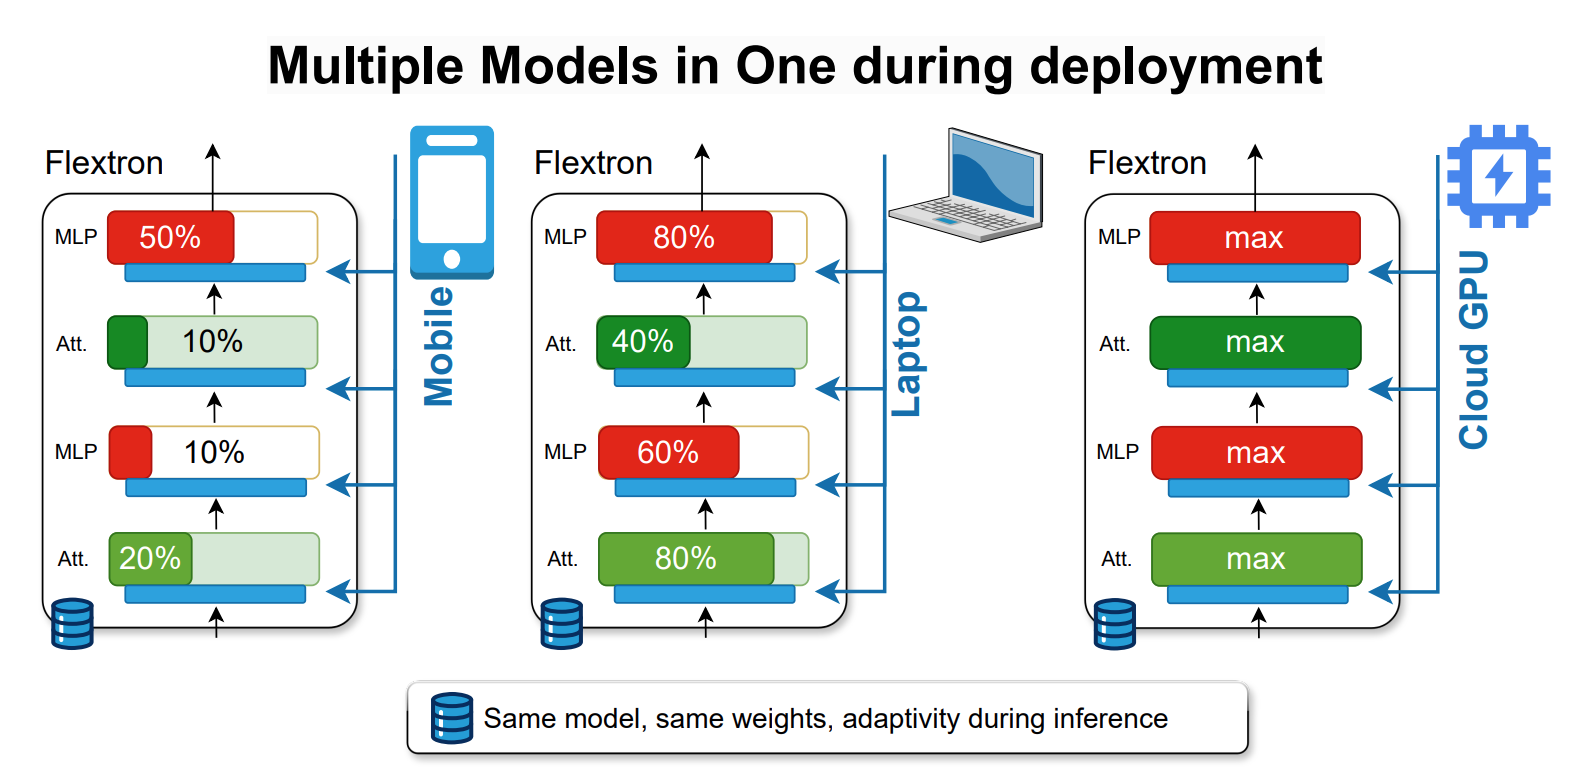 Multiple Models in One during deployment
Flextron
MLP
50%
Att.
10%
MLP
10%
Att.
20%
Mobile
Flextron
MLP
80%
Att.
40%
MLP
60%
Att.
80%
Laptop
Flextron
MLP
max
Att.
max
MLP
max
Att.
max
Cloud GPU
Same model, same weights, adaptivity during inference